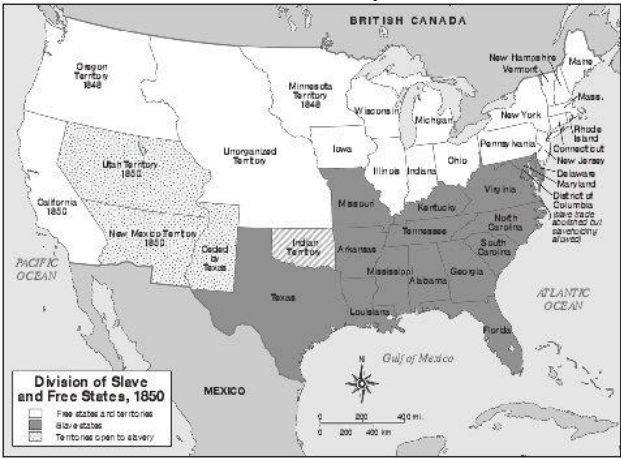 BRITISH CANADA
Oregon
Territory
1848
Minnesota
Territory
1848
New Hampshire
Vermont
Maine
Wisconsin
Michigan
New York
Mass.
Rhode
Island
Connecticut
New Jersey
Delaware
Maryland
District of
Columbia
(slave trade
abolished but
slaveholding
allowed)
Pennsylvania
Iowa
Unorganized
Territory
Illinois
Indiana
Ohio
Utah Territory
1850
California
1850
New Mexico Territory
1850
Ceded
by
Texas
Indian
Territory
Missouri
Kentucky
Virginia
North
Carolina
Tennessee
South
Carolina
Arkansas
Mississippi
Alabama
Georgia
Texas
Louisiana
Florida
PACIFIC
OCEAN
ATLANTIC
OCEAN
Gulf of Mexico
MEXICO
N
0 200 400 mi.
0 200 400 km
Division of Slave
and Free States, 1850
Free states and territories
Slave states
Territories open to slavery